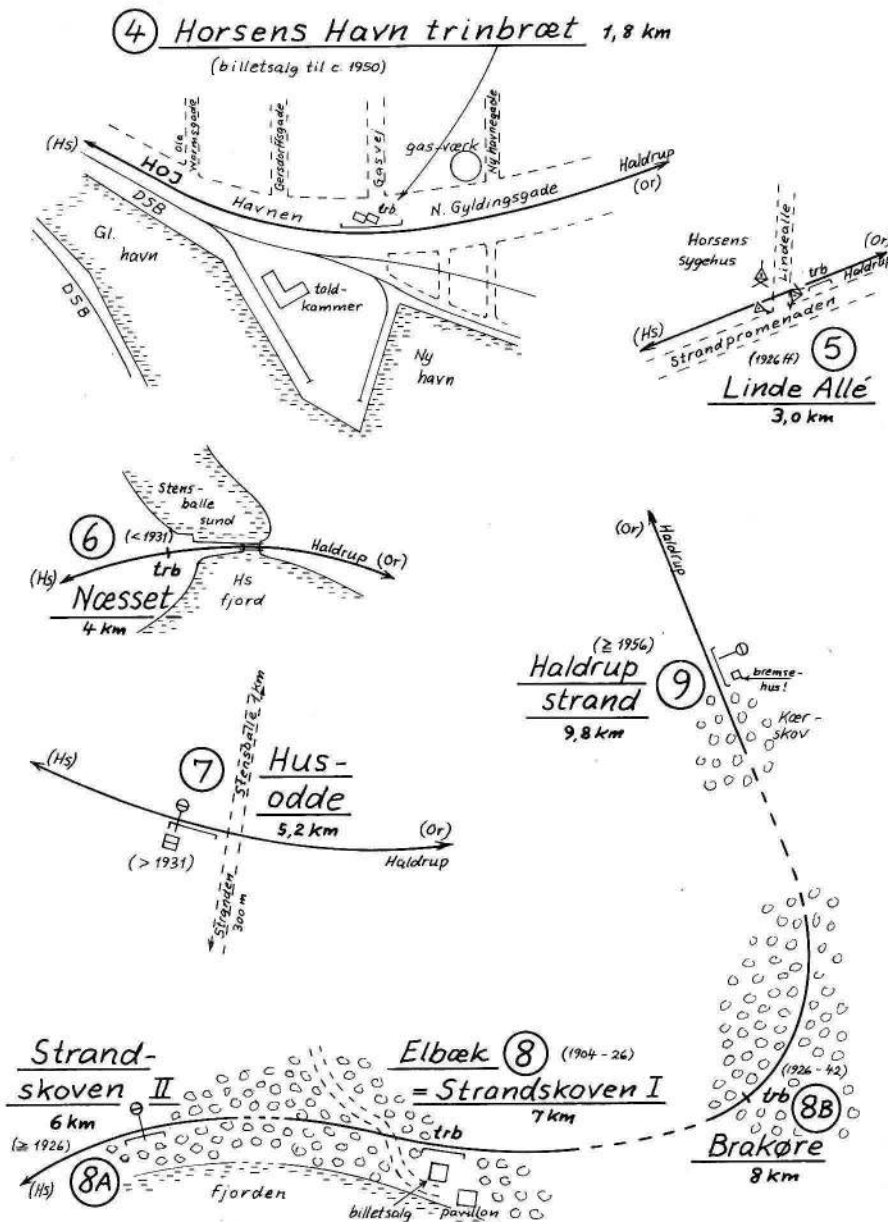 4 Horsens Havn trinbræt 1,8 km
(billetsalg til c. 1950)
Ole Wormsgade
Gersdorffsgade
Gasvej
gas-værk
Ny havnegade
(Hs)
HOJ
Havnen
trb.
N. Gyldingsgade
Haldrup
(Or)
DSB
Gl. havn
DSB
told-
kammer
Ny
havn
Horsens
sygehus
Lindealle
trb
(Or)
Haldrup
(Hs)
Strandpromenaden
(1926 ff)
5
Linde Allé
3,0 km
Stens-
balle
sund
6
(<1931)
trb
Haldrup (Or)
(Hs)
Næsset
4 km
Hs
fjord
(Or)
Haldrup
(≥ 1956)
Haldrup
strand
9,8 km
9
bremse-
hus!
Kær-
skov
(Hs)
7
Stensballe 1 km
Hus-
odde
5,2 km
(Or)
Haldrup
(> 1931)
Stranden
300 m
Strand-
skoven II
6 km
(≥ 1926)
(Hs)
8A
Fjorden
Elbæk 8 (1904-26)
= Strandskoven I
7 km
trb
billetsalg
pavillon
(1926-42)
trb
8B
Brakøre
8 km